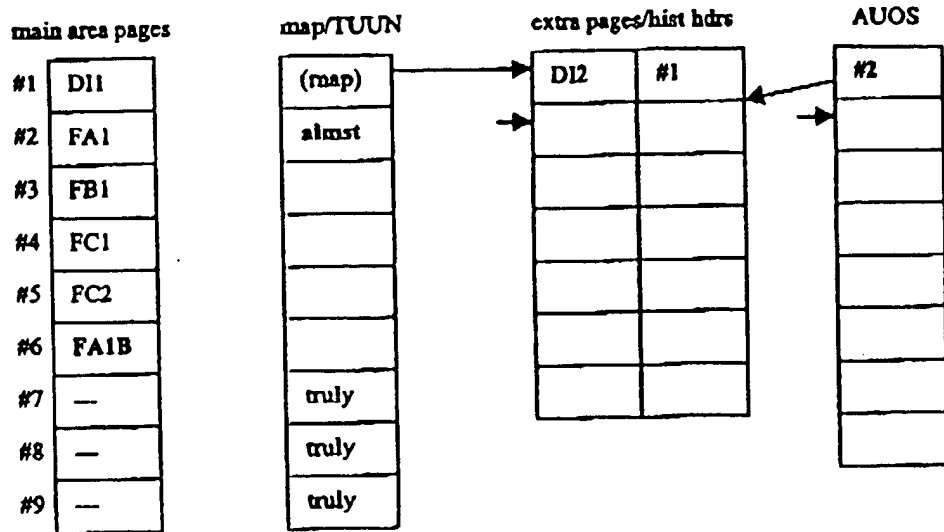 main area pages map/TUUN extra pages/hist hdrs AUOS
#1 DI1 (map) DI2 #1 #2
#2 FA1 almst
#3 FB1
#4 FC1
#5 FC2
#6 FA1B
#7 — truly
#8 — truly
#9 — truly